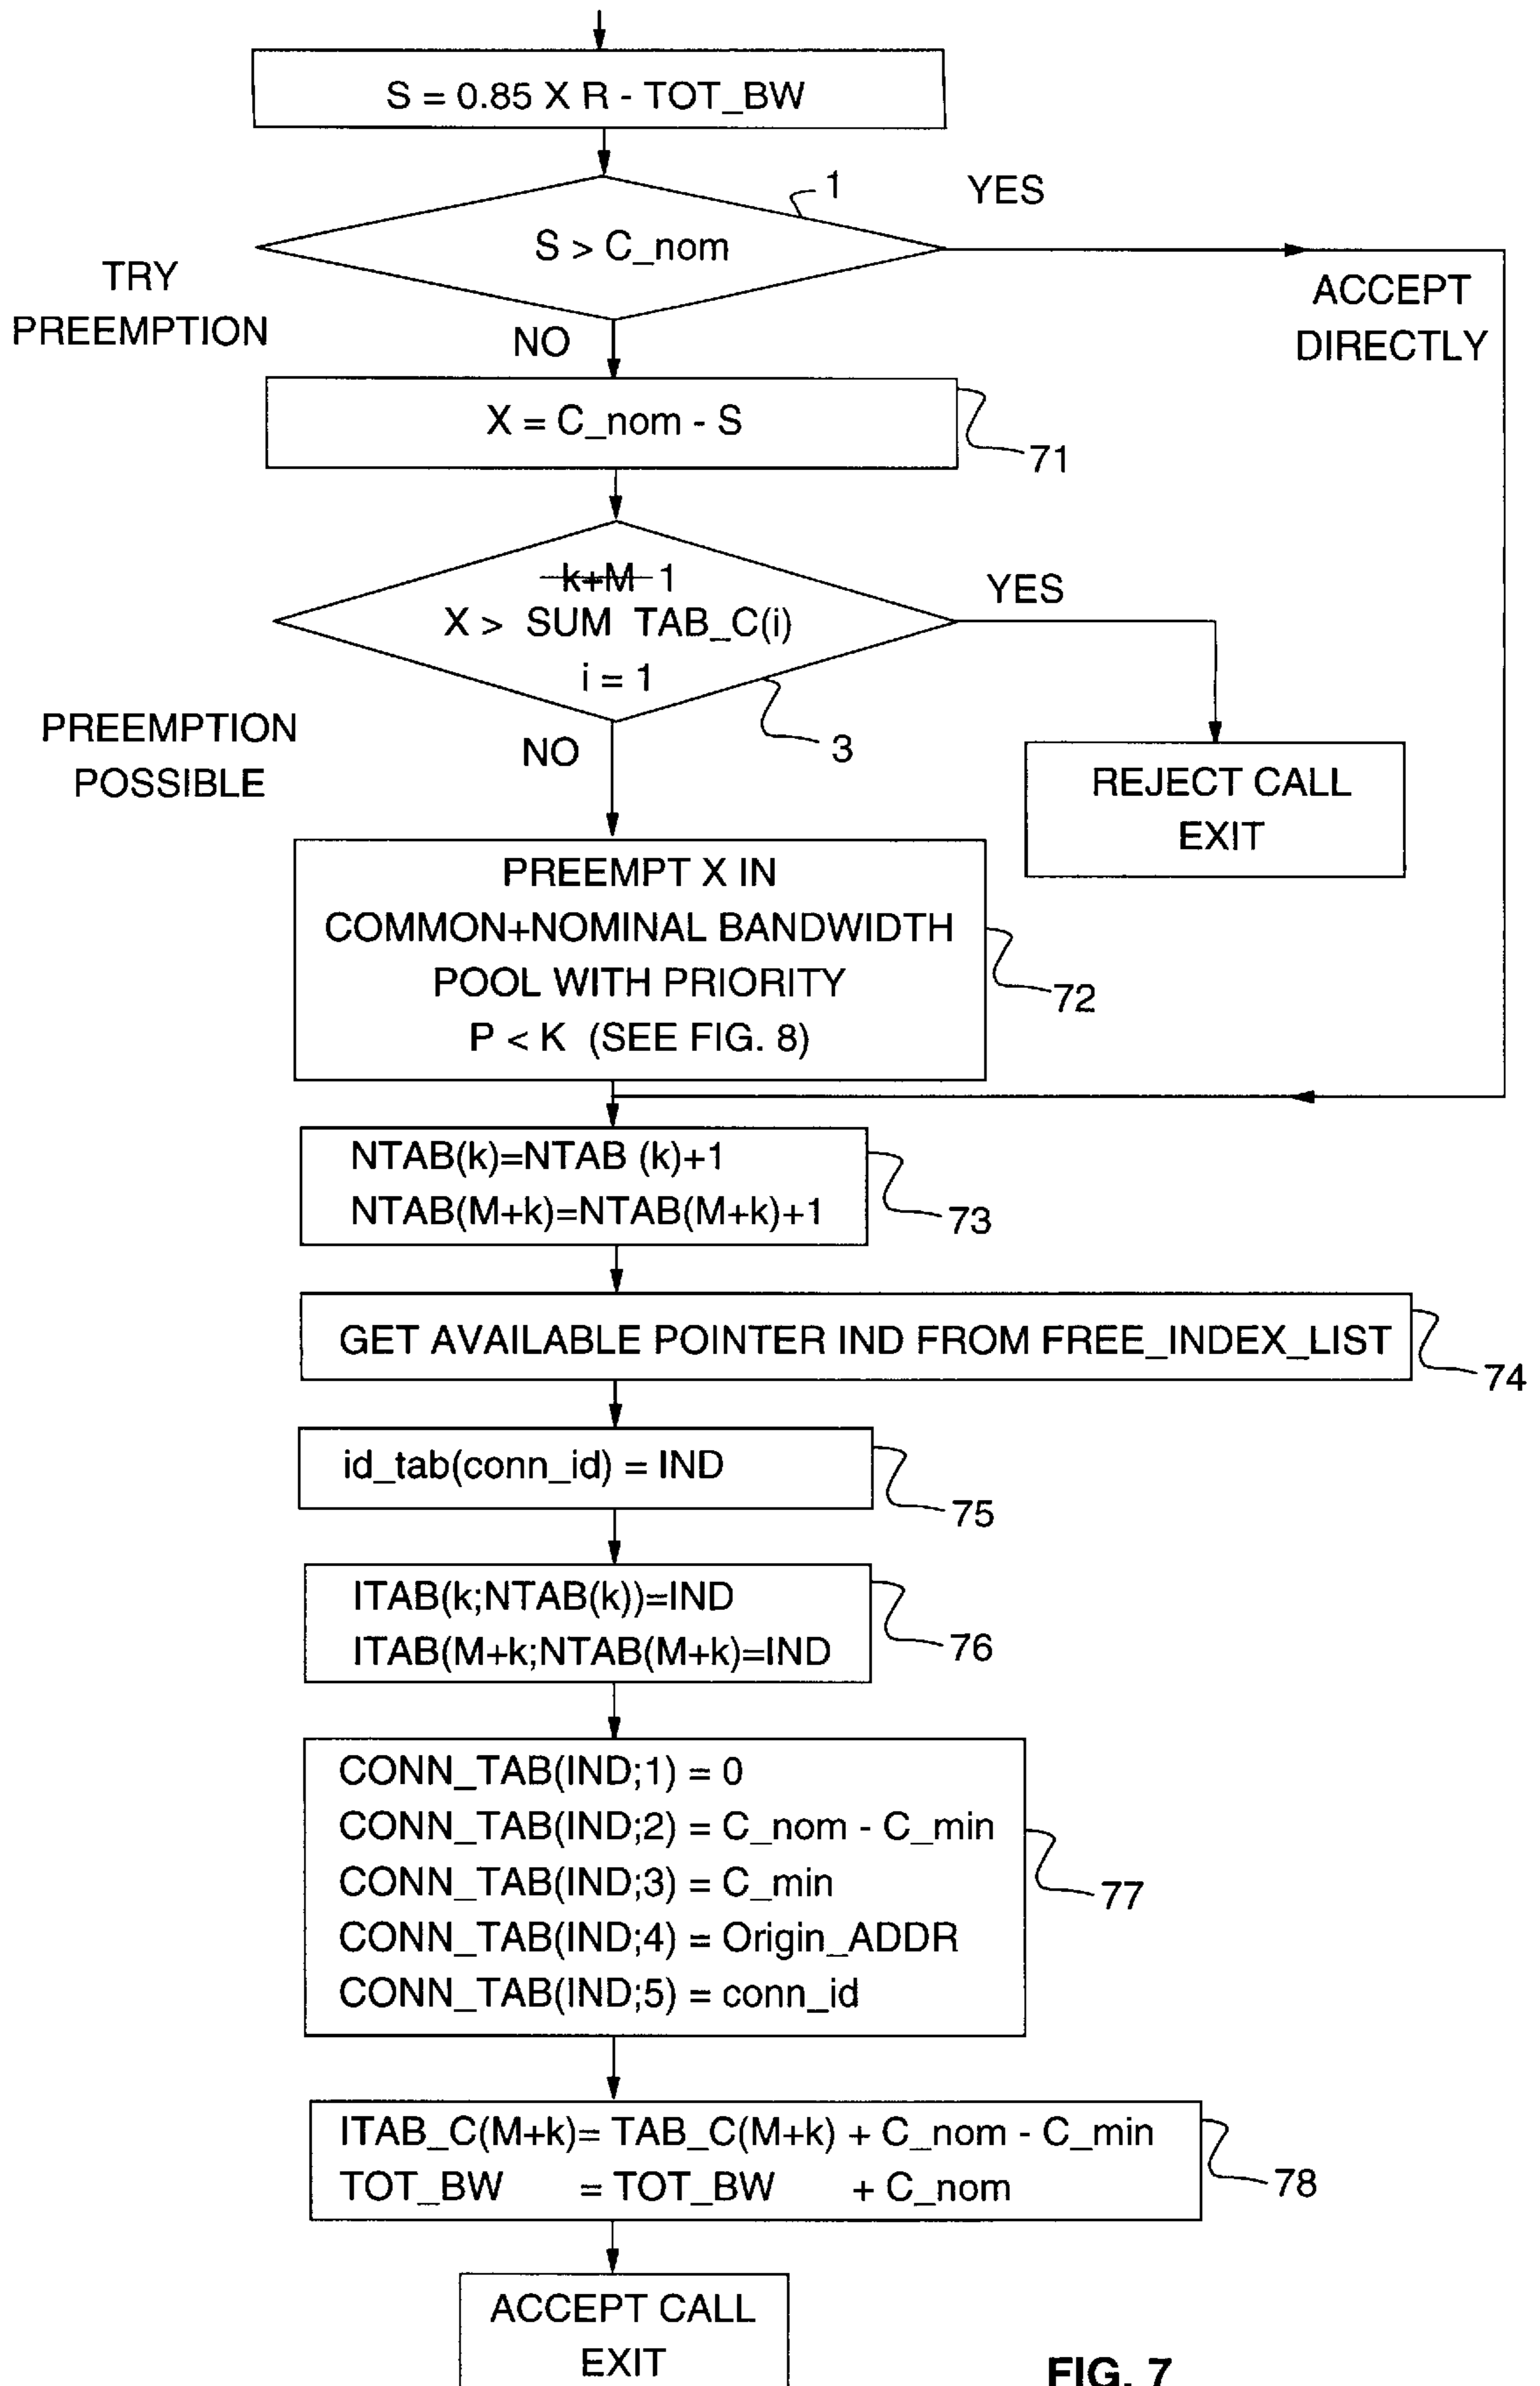 S = 0.85 X R - TOT_BW
1
YES
S > C_nom
TRY
PREEMPTION
ACCEPT
DIRECTLY
NO
X = C_nom - S
71
k+M 1
X > SUM TAB_C(i)
i = 1
YES
3
PREEMPTION
POSSIBLE
NO
REJECT CALL
EXIT
PREEMPT X IN
COMMON+NOMINAL BANDWIDTH
POOL WITH PRIORITY
P < K (SEE FIG. 8)
72
NTAB(k)=NTAB (k)+1
NTAB(M+k)=NTAB(M+k)+1
73
GET AVAILABLE POINTER IND FROM FREE_INDEX_LIST
74
id_tab(conn_id) = IND
75
ITAB(k;NTAB(k))=IND
ITAB(M+k;NTAB(M+k)=IND
76
CONN_TAB(IND;1) = 0
CONN_TAB(IND;2) = C_nom - C_min
CONN_TAB(IND;3) = C_min
CONN_TAB(IND;4) = Origin_ADDR
CONN_TAB(IND;5) = conn_id
77
ITAB_C(M+k)= TAB_C(M+k) + C_nom - C_min
TOT_BW = TOT_BW + C_nom
78
ACCEPT CALL
EXIT
FIG. 7